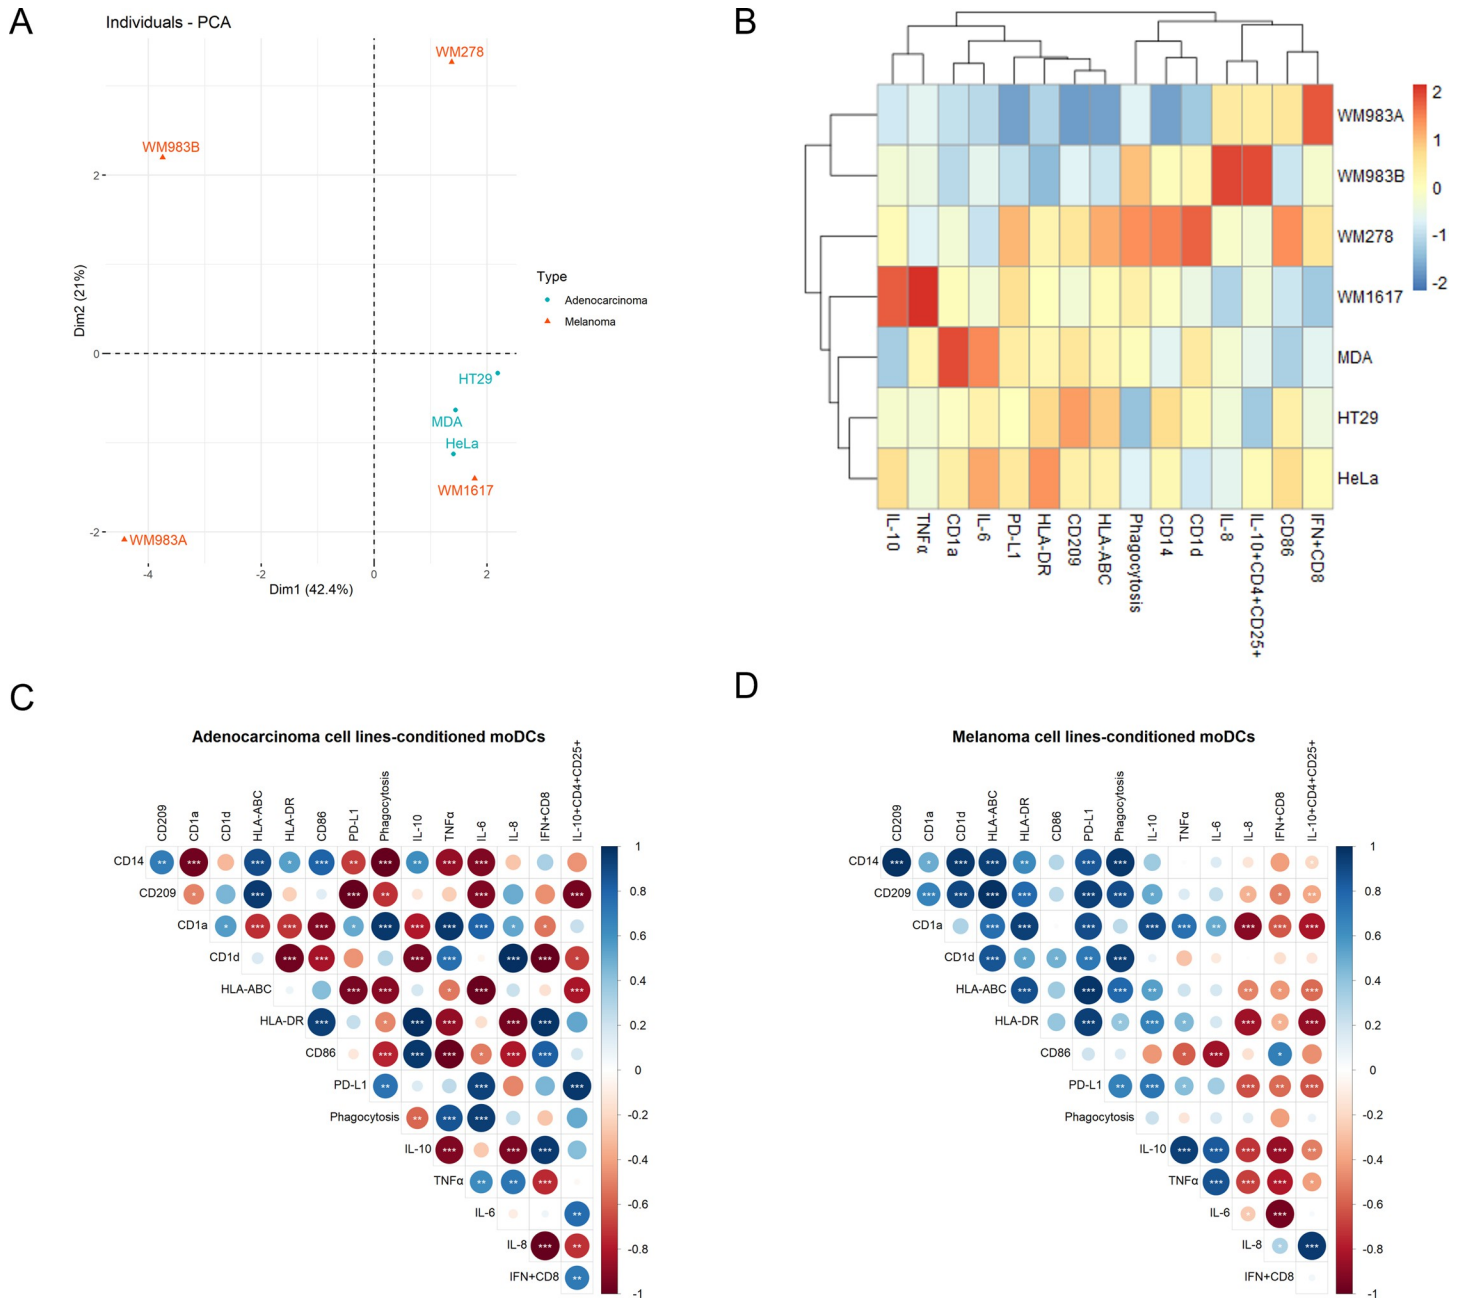 A
Individuals - PCA
WM278
WM983B
HT29
MDA
HeLa
WM1617
WM983A
2
0
-2
-4
-2
0
2
Dim2 (21%)
Dim1 (42.4%)
Type
Adenocarcinoma
Melanoma
B
WM983A
WM983B
WM278
WM1617
MDA
HT29
HeLa
2
1
0
-1
-2
IL-10
TNFα
CD1a
IL-6
PD-L1
HLA-DR
CD209
HLA-ABC
Phagocytosis
CD14
CD1d
IL-8
IL-10+CD4+CD25+
CD86
IFN+CD8
C
Adenocarcinoma cell lines-conditioned moDCs
CD209
CD1a
CD1d
HLA-ABC
HLA-DR
CD86
PD-L1
Phagocytosis
IL-10
TNFα
IL-6
IL-8
IFN+CD8
IL-10+CD4+CD25+
CD14
CD209
CD1a
CD1d
HLA-ABC
HLA-DR
CD86
PD-L1
Phagocytosis
IL-10
TNFα
IL-6
IL-8
IFN+CD8
1
0.8
0.6
0.4
0.2
0
-0.2
-0.4
-0.6
-0.8
-1
D
Melanoma cell lines-conditioned moDCs
CD209
CD1a
CD1d
HLA-ABC
HLA-DR
CD86
PD-L1
Phagocytosis
IL-10
TNFα
IL-6
IL-8
IFN+CD8
IL-10+CD4+CD25+
CD14
CD209
CD1a
CD1d
HLA-ABC
HLA-DR
CD86
PD-L1
Phagocytosis
IL-10
TNFα
IL-6
IL-8
IFN+CD8
1
0.8
0.6
0.4
0.2
0
-0.2
-0.4
-0.6
-0.8
-1